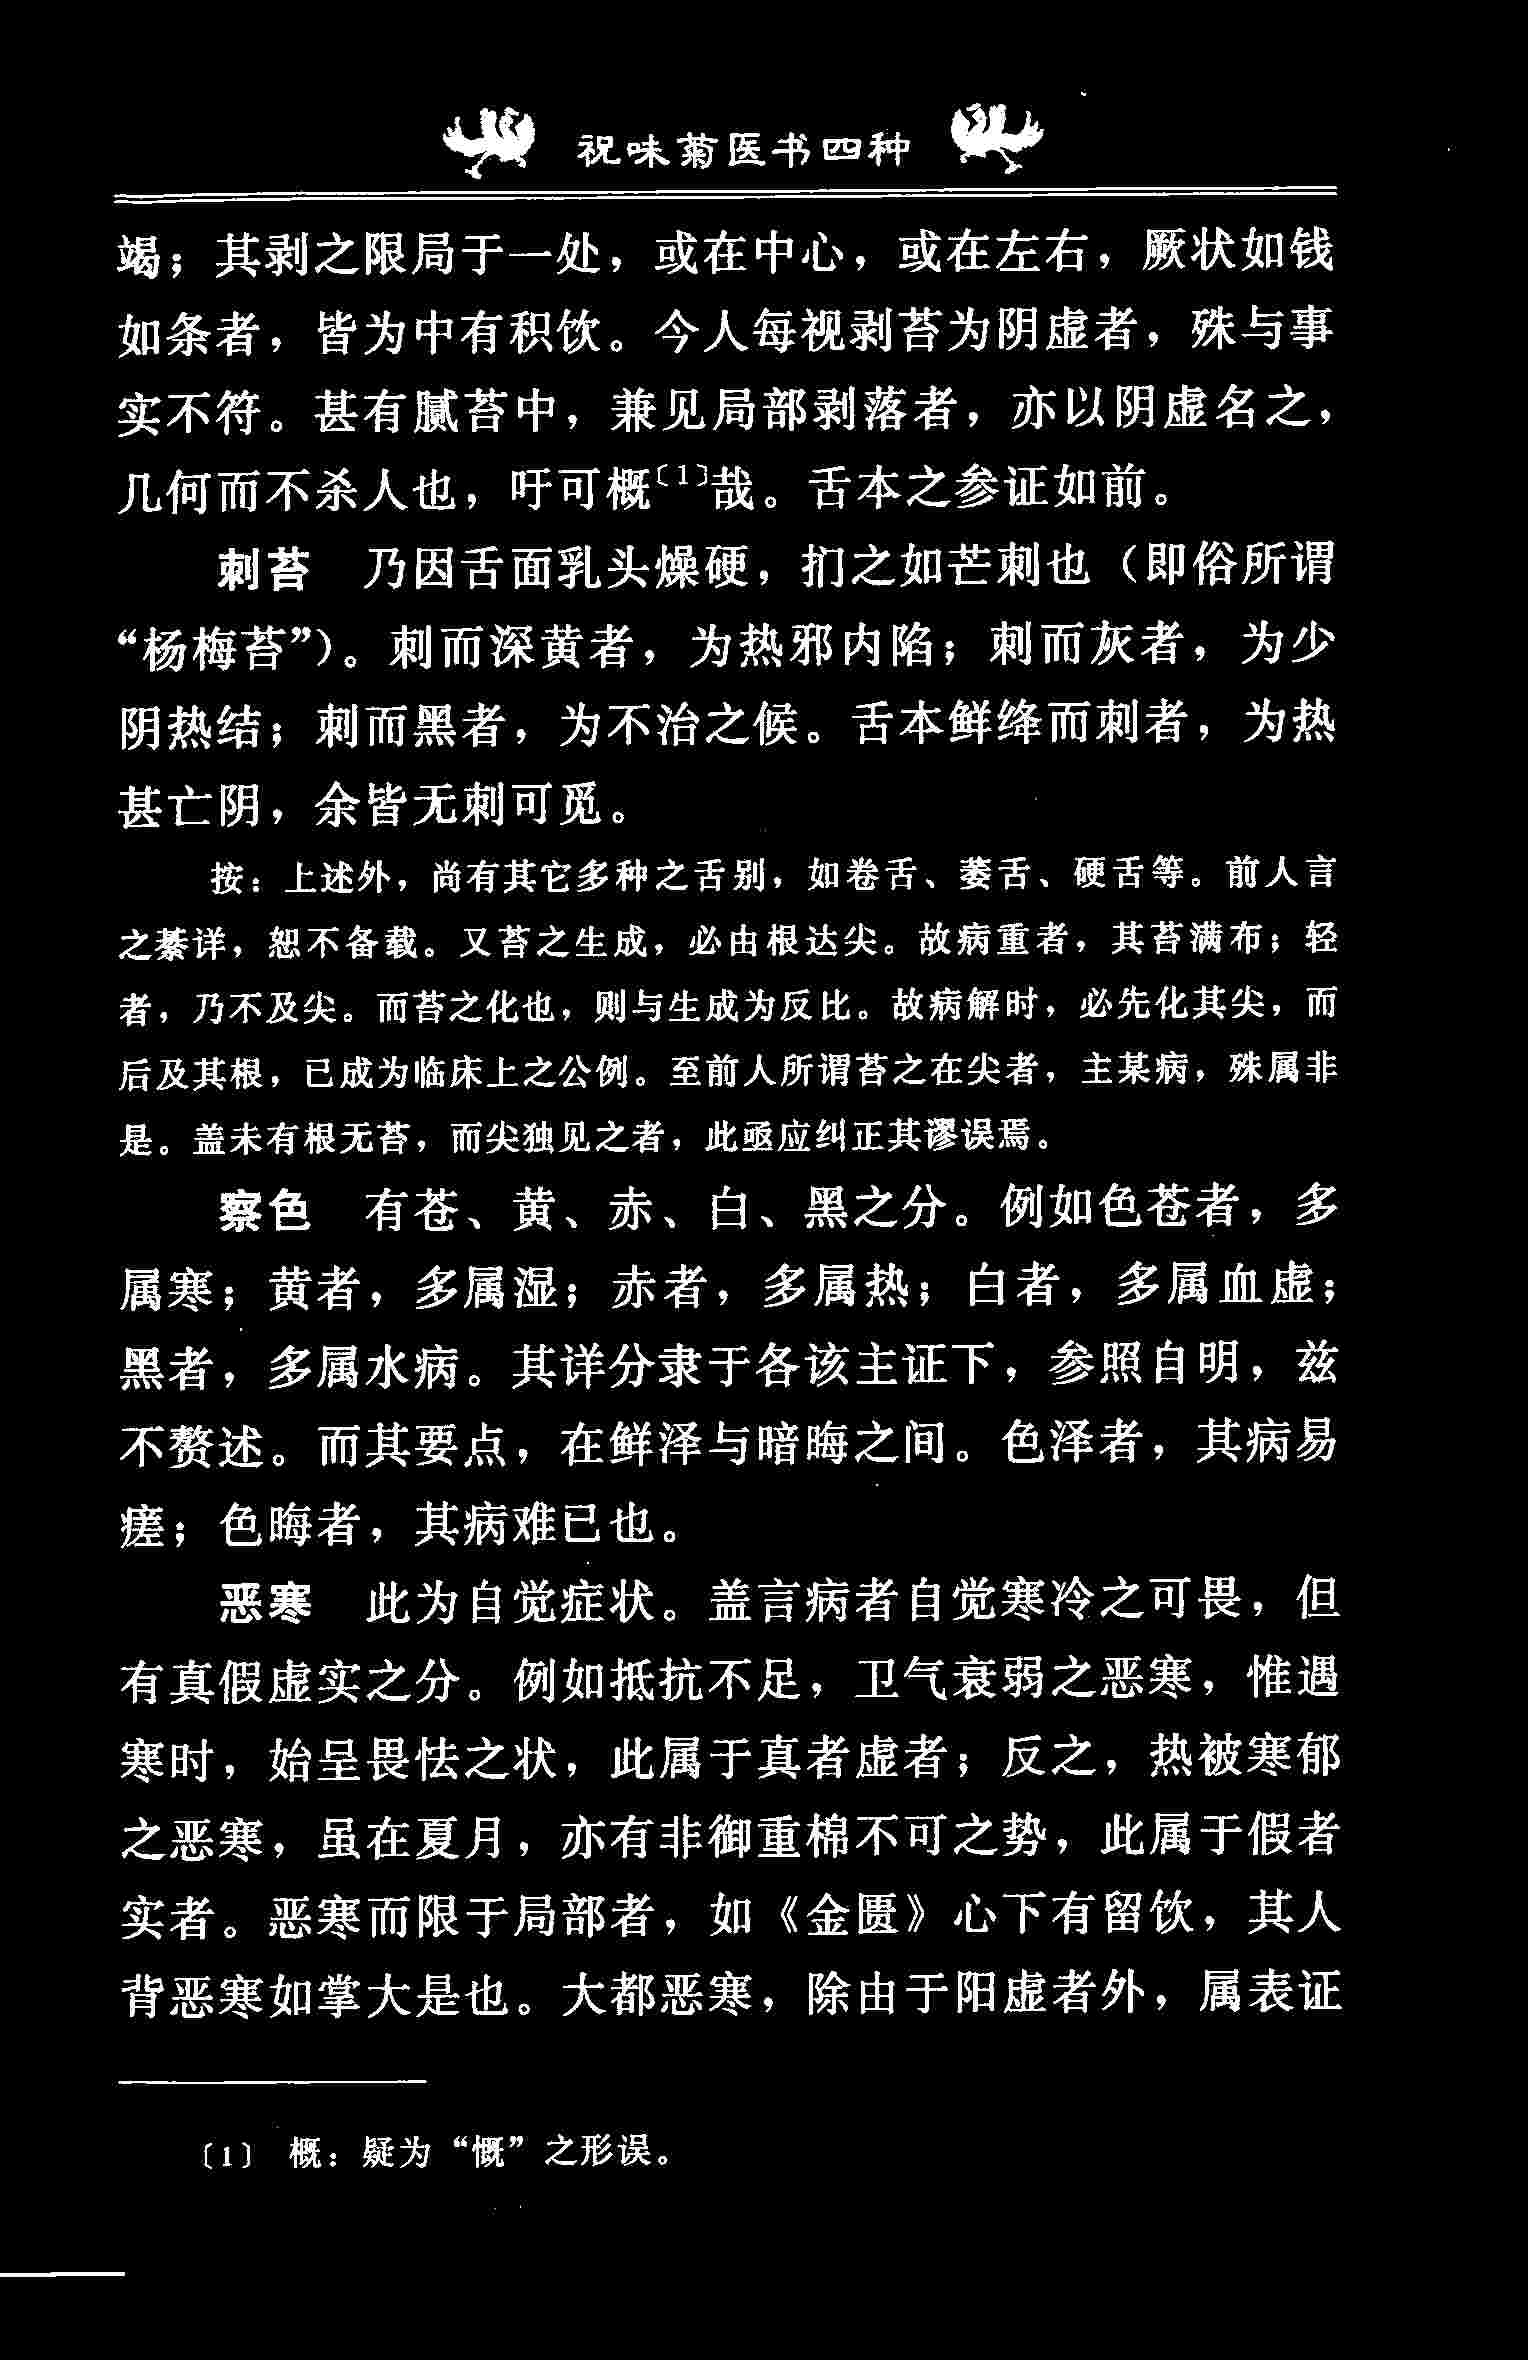 祝味菊医书四种
竭；其剥之限局于一处，或在中心，或在左右，厥状如钱
如条者，皆为中有积饮。今人每视剥苔为阴虚者，殊与事
实不符。甚有腻苔中，兼见局部剥落者，亦以阴虚名之，
几何而不杀人也，吁可概〔1〕哉。舌本之参证如前。
刺苔　乃因舌面乳头燥硬，扪之如芒刺也（即俗所谓
“杨梅苔”）。刺而深黄者，为热邪内陷；刺而灰者，为少
阴热结；刺而黑者，为不治之候。舌本鲜绛而刺者，为热
甚亡阴，余皆无刺可觅。
按：上述外，尚有其它多种之舌别，如卷舌、萎舌、硬舌等。前人言
之綦详，恕不备载。又苔之生成，必由根达尖。故病重者，其苔满布；轻
者，乃不及尖。而苔之化也，则与生成为反比。故病解时，必先化其尖，而
后及其根，已成为临床上之公例。至前人所谓苔之在尖者，主某病，殊属非
是。盖未有根无苔，而尖独见之者，此亟应纠正其谬误焉。
察色　有苍、黄、赤、白、黑之分。例如色苍者，多
属寒；黄者，多属湿；赤者，多属热；白者，多属血虚；
黑者，多属水病。其详分隶于各该主证下，参照自明，兹
不赘述。而其要点，在鲜泽与暗晦之间。色泽者，其病易
瘥；色晦者，其病难已也。
恶寒　此为自觉症状。盖言病者自觉寒冷之可畏，但
有真假虚实之分。例如抵抗不足，卫气衰弱之恶寒，惟遇
寒时，始呈畏怯之状，此属于真者虚者；反之，热被寒郁
之恶寒，虽在夏月，亦有非御重棉不可之势，此属于假者
实者。恶寒而限于局部者，如《金匮》心下有留饮，其人
背恶寒如掌大是也。大都恶寒，除由于阳虚者外，属表证
〔1〕　概：疑为“慨”之形误。